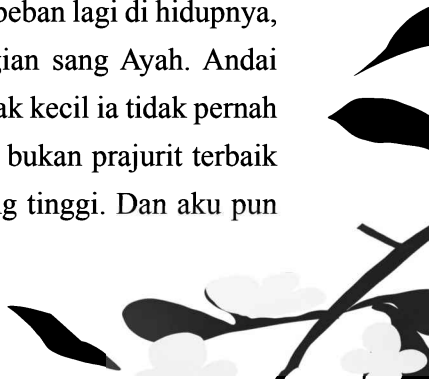 beban lagi di hidupnya,
gian sang Ayah. Andai
ak kecil ia tidak pernah
bukan prajurit terbaik
g tinggi. Dan aku pun